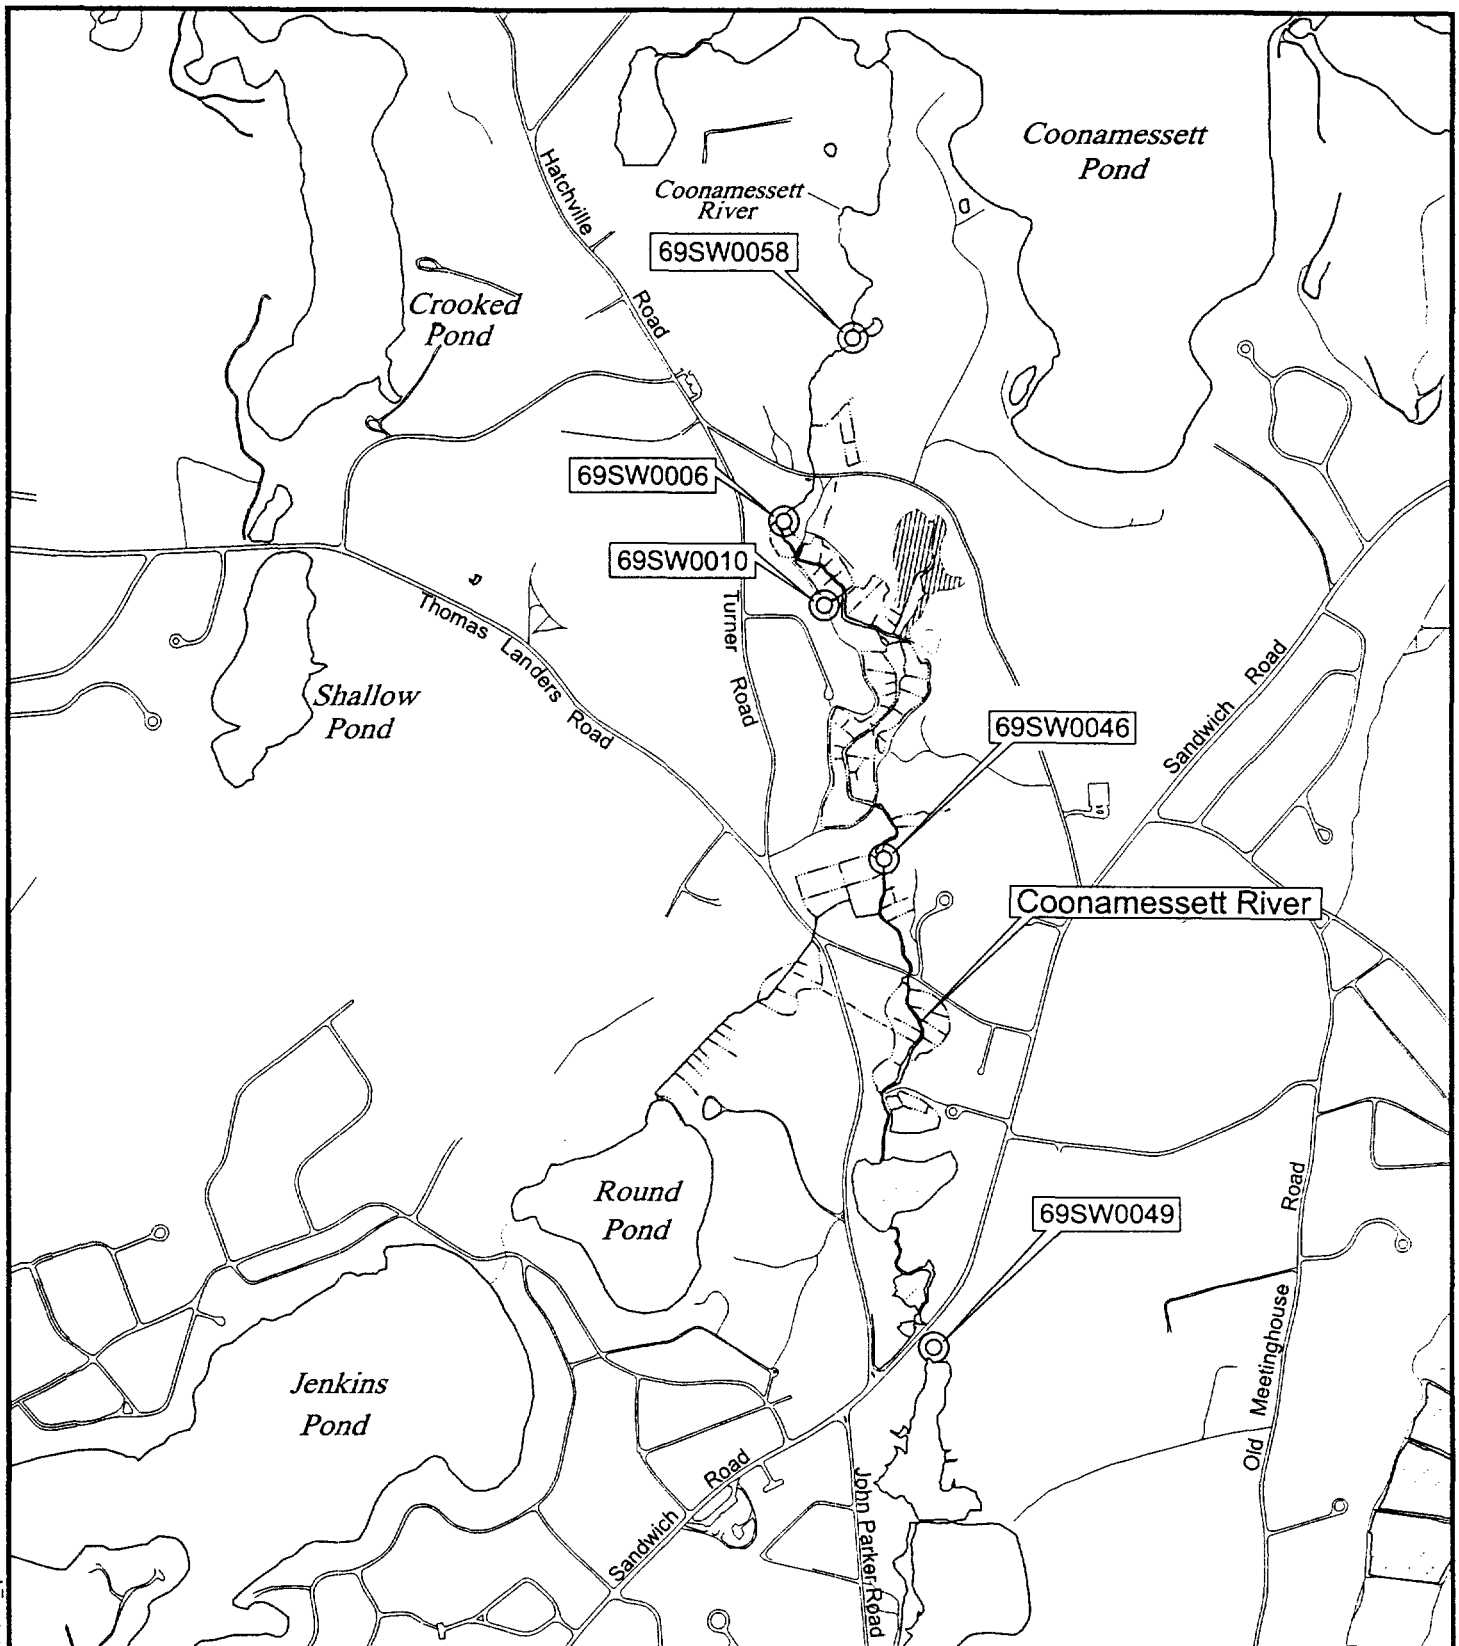 Coonamessett
Pond
Hatchville
Coonamessett
River
69SW0058
Crooked
Pond
Road
69SW0006
69SW0010
Turner
Road
Thomas Landers Road
Shallow
Pond
Sandwich Road
69SW0046
Coonamessett River
Round
Pond
69SW0049
Jenkins
Pond
Old Meetinghouse Road
Sandwich Road
John Parker Road